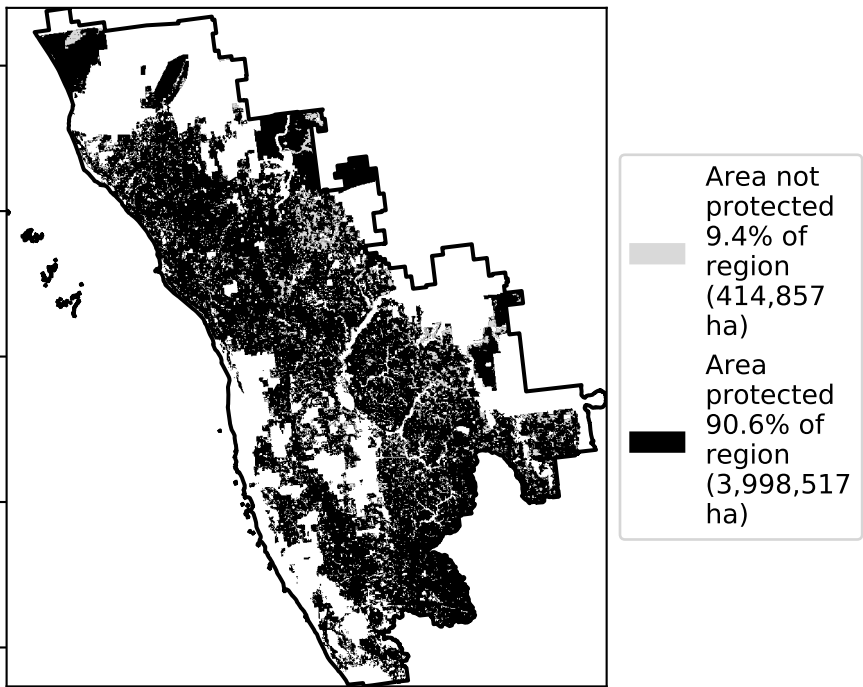 Area not
protected
9.4% of
region
(414,857
ha)
Area
protected
90.6% of
region
(3,998,517
ha)